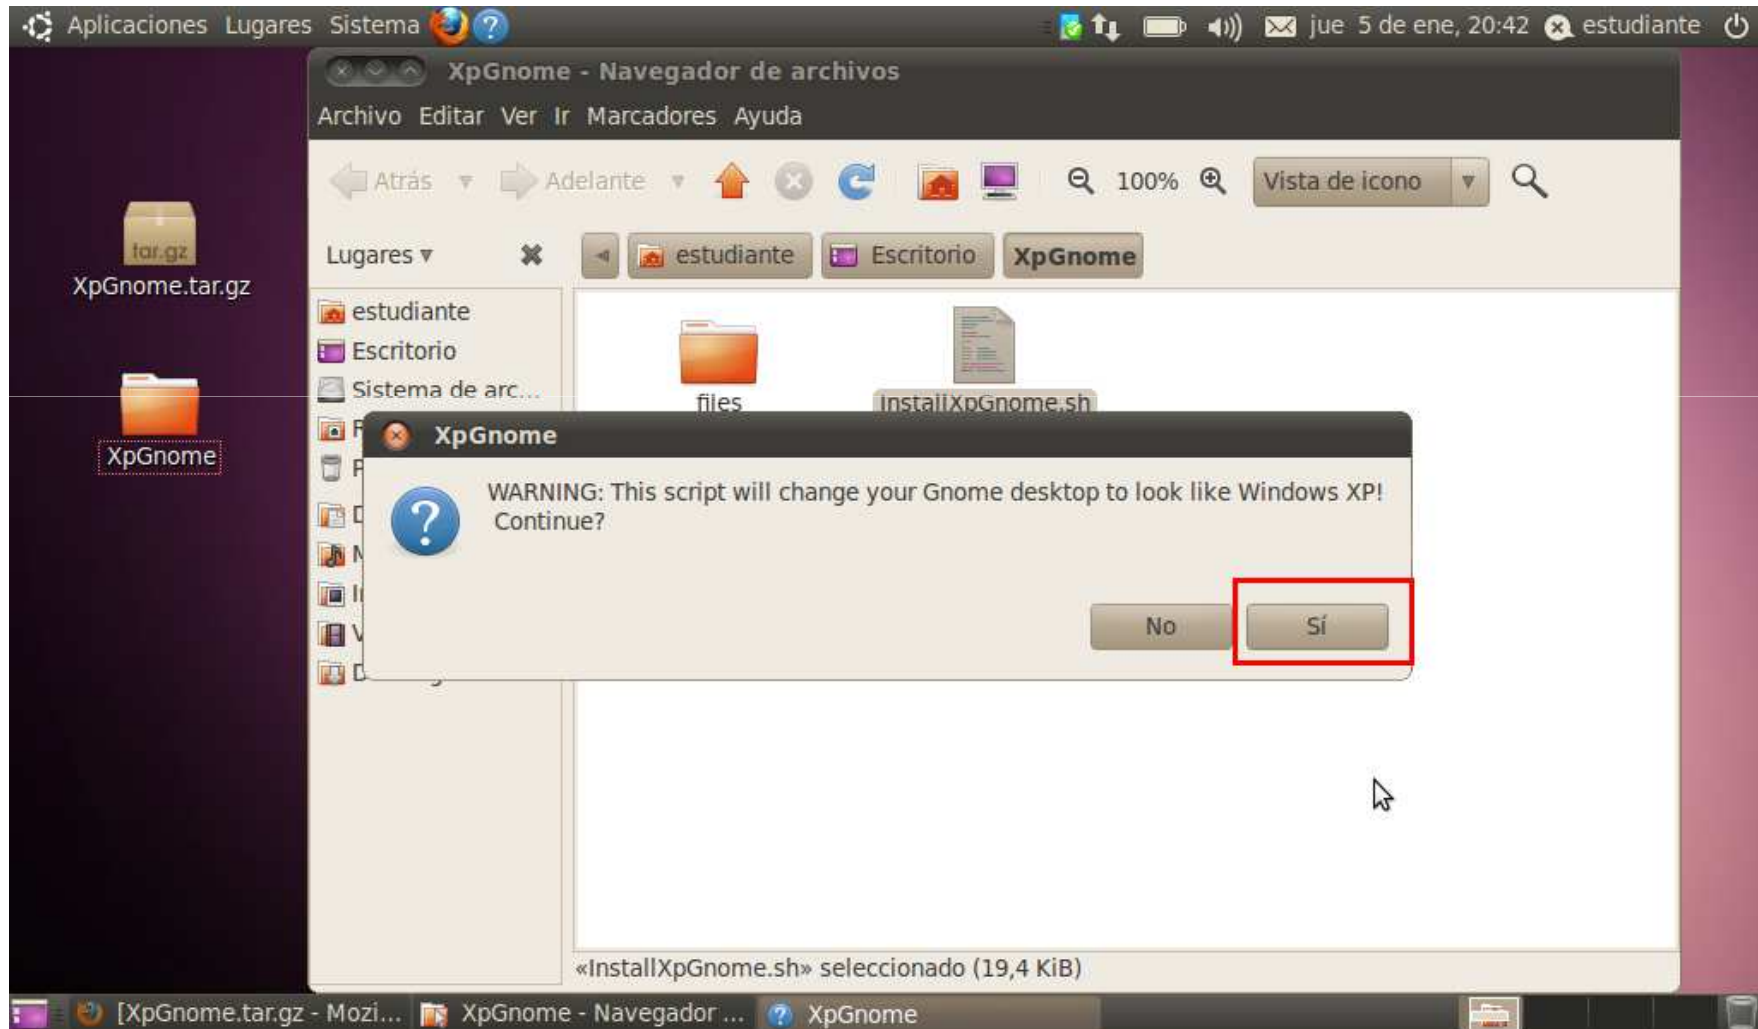 Aplicaciones Lugares Sistema
jue 5 de ene, 20:42 estudiante
XpGnome - Navegador de archivos
Archivo Editar Ver Ir Marcadores Ayuda
Atrás Adelante 100% Vista de icono
tar.gz
XpGnome.tar.gz
Lugares estudiante Escritorio XpGnome
estudiante
Escritorio
Sistema de arc...
files InstallXpGnome.sh
XpGnome
XpGnome
WARNING: This script will change your Gnome desktop to look like Windows XP!
Continue?
No Sí
«InstallXpGnome.sh» seleccionado (19,4 KiB)
[XpGnome.tar.gz - Mozi... XpGnome - Navegador ... XpGnome